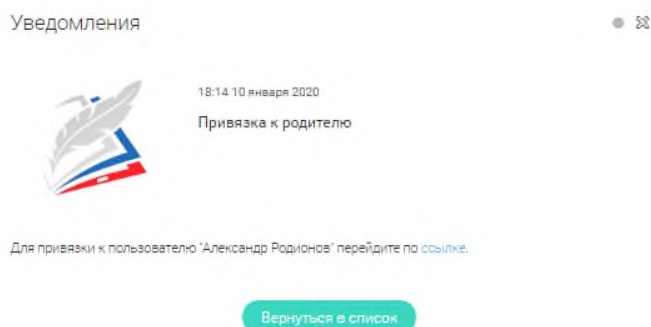 Уведомления
18:14 10 января 2020
Привязка к родителю
Для привязки к пользователю "Александр Родионов" перейдите по ссылке.
Вернуться в список